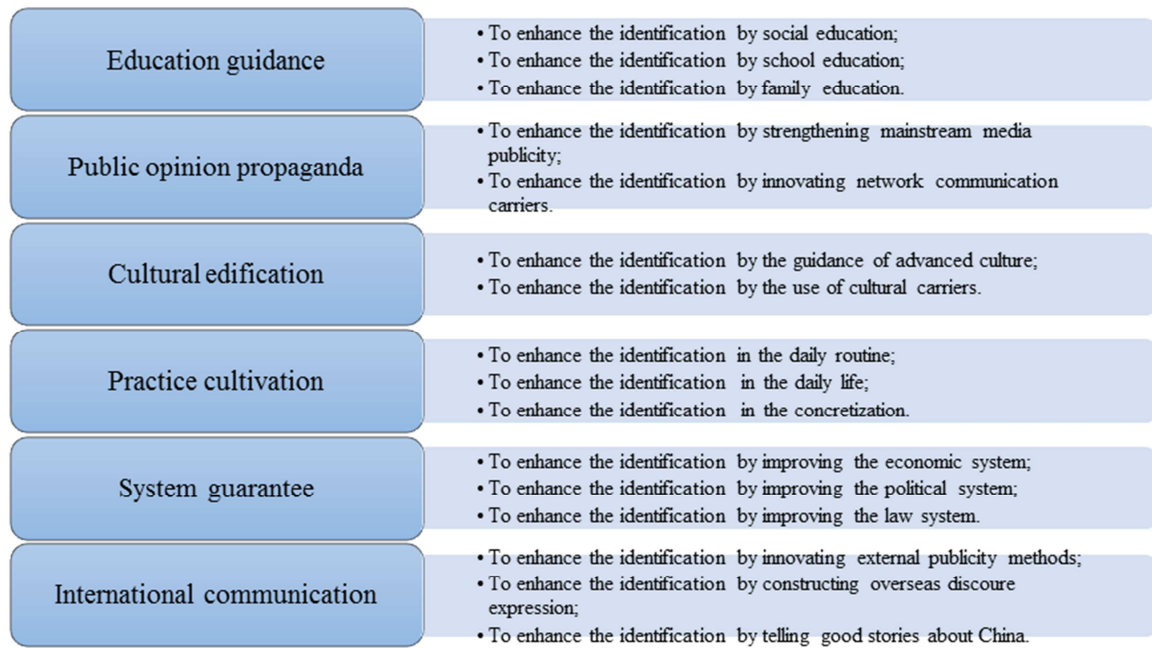 Education guidance
• To enhance the identification by social education;
• To enhance the identification by school education;
• To enhance the identification by family education.
Public opinion propaganda
• To enhance the identification by strengthening mainstream media
publicity;
• To enhance the identification by innovating network communication
carriers.
Cultural edification
• To enhance the identification by the guidance of advanced culture;
• To enhance the identification by the use of cultural carriers.
Practice cultivation
• To enhance the identification in the daily routine;
• To enhance the identification in the daily life;
• To enhance the identification in the concretization.
System guarantee
• To enhance the identification by improving the economic system;
• To enhance the identification by improving the political system;
• To enhance the identification by improving the law system.
International communication
• To enhance the identification by innovating external publicity methods;
• To enhance the identification by constructing overseas discoure
expression;
• To enhance the identification by telling good stories about China.